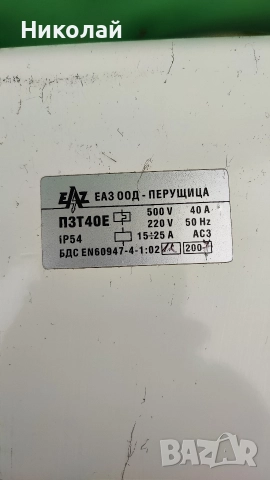 Николай
EAZ ЕАЗ ООД - ПЕРУЩИЦА
ПЗТ40Е 500 V 40 A
220 V 50 Hz
IP54 15÷25 A AC3
БДС EN60947-4-1:02 200
BAZAR